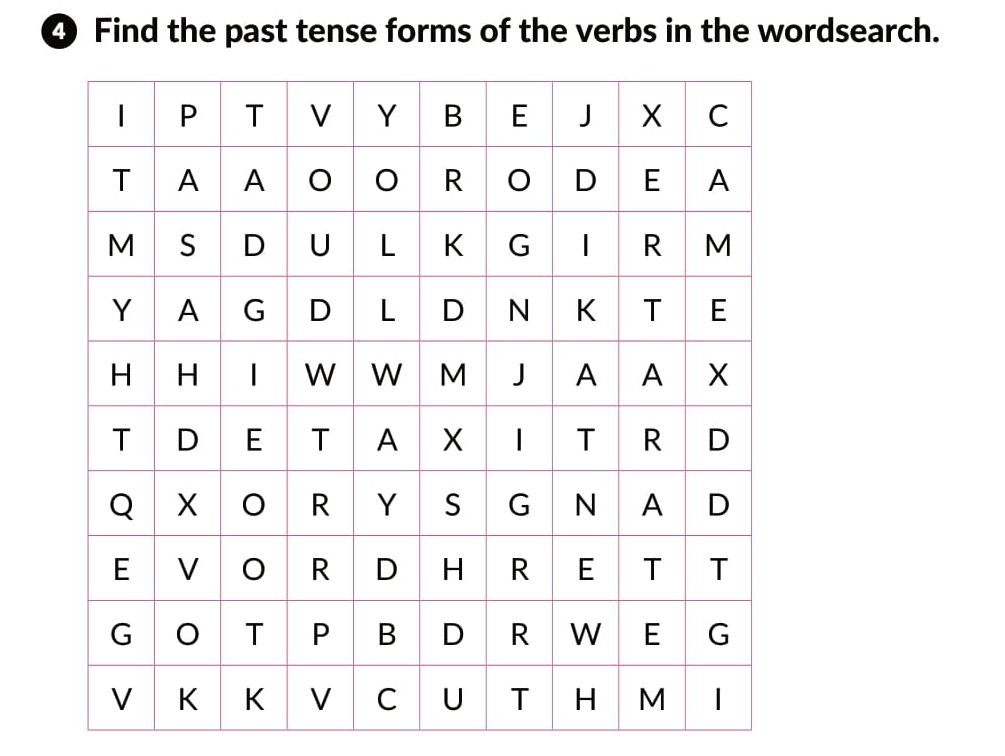 4 Find the past tense forms of the verbs in the wordsearch.
I P T V Y B E J X C
T A A O O R O D E A
M S D U L K G I R M
Y A G D L D N K T E
H H I W W M J A A X
T D E T A X I T R D
Q X O R Y S G N A D
E V O R D H R E T T
G O T P B D R W E G
V K K V C U T H M I